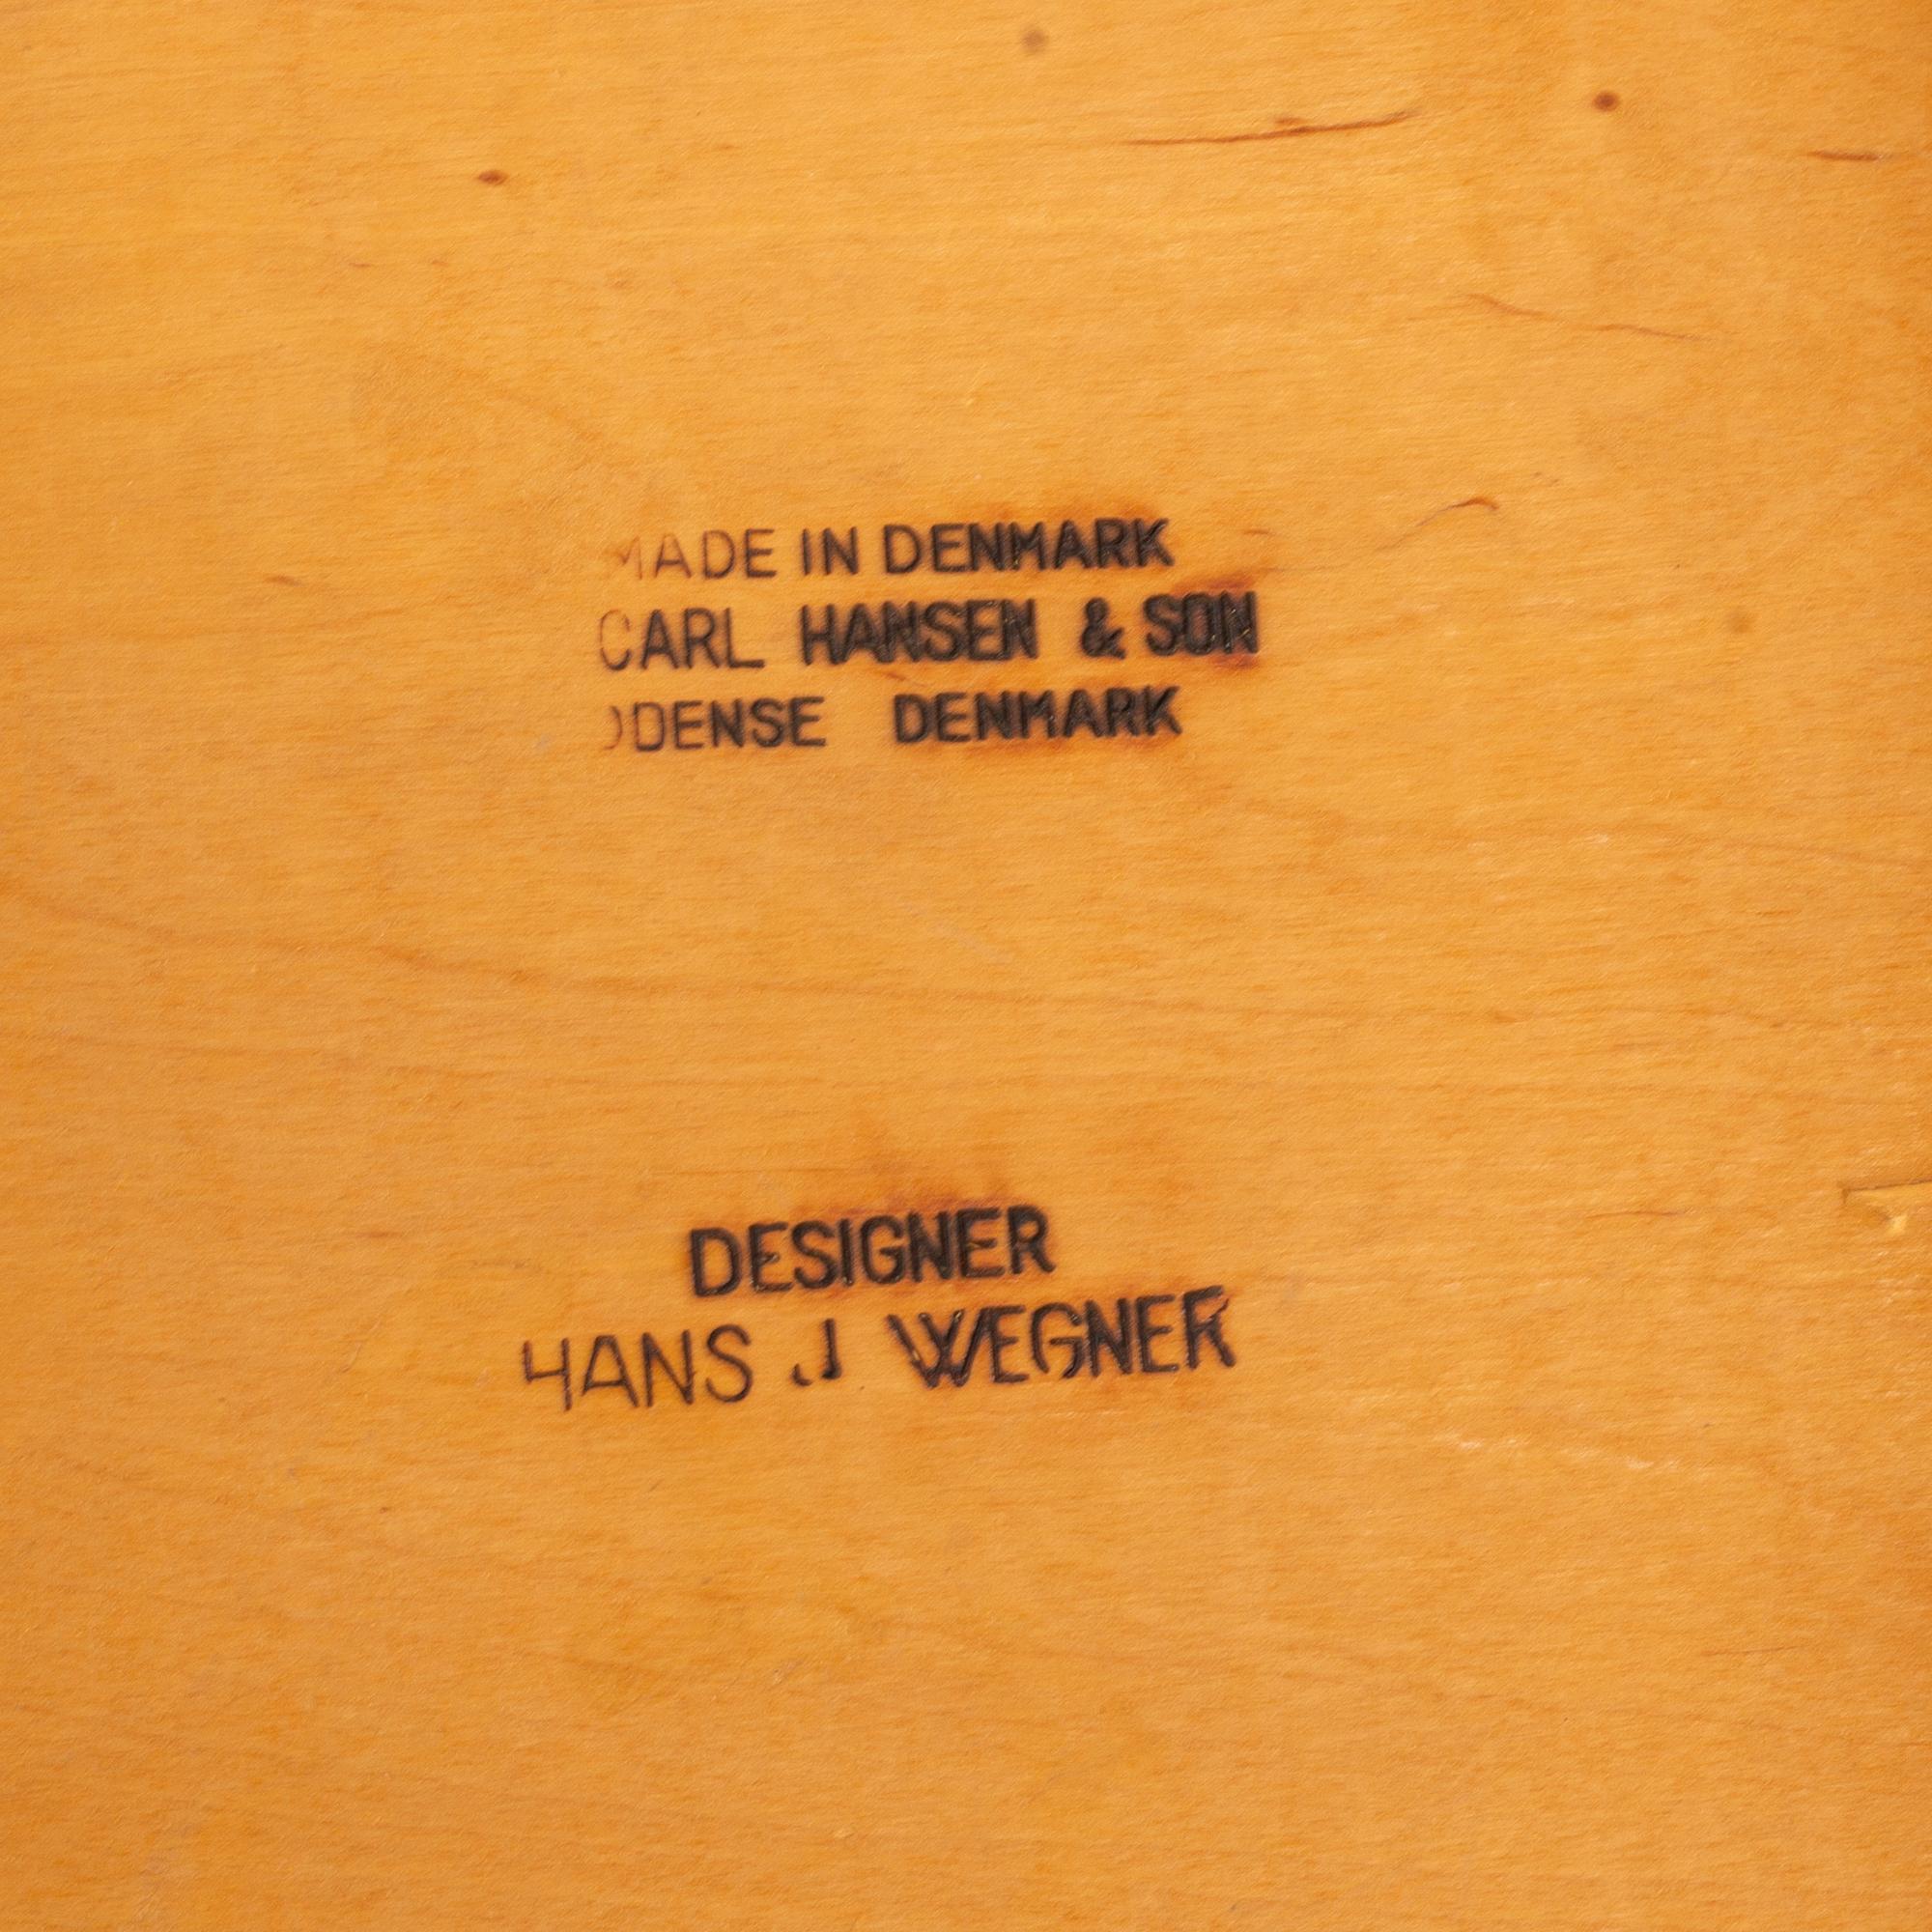 MADE IN DENMARK
CARL HANSEN & SON
ODENSE DENMARK
DESIGNER
HANS J WEGNER